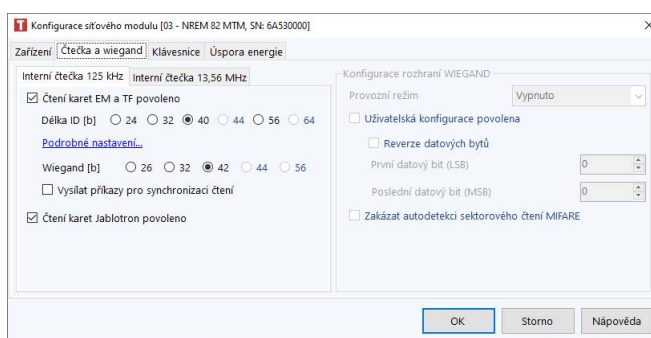 Konfigurace síťového modulu [03 - NREM 82 MTM, SN: 6A530000]
Zařízení Čtečka a wiegand Klávesnice Úspora energie
Interní čtečka 125 kHz Interní čtečka 13,56 MHz
Čtení karet EM a TF povoleno
Délka ID [b] 24 32 40 44 56 64
Podrobné nastavení...
Wiegand [b] 26 32 42 44 56
Vysílat příkazy pro synchronizaci čtení
Čtení karet Jablotron povoleno
Konfigurace rozhraní WIEGAND
Provozní režim Vypnuto
Uživatelská konfigurace povolena
Reverze datových bytů
První datový bit (LSB) 0
Poslední datový bit (MSB) 0
Zakázat autodetekci sektorového čtení MIFARE
OK Storno Nápověda